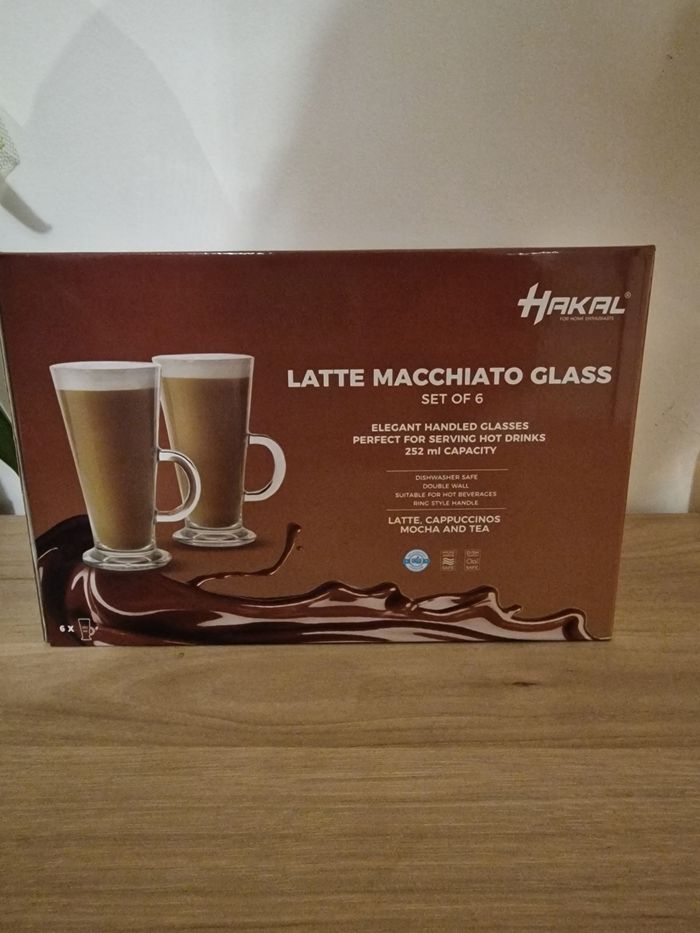 HAKAL®
FOR HOME ENTHUSIASTS
LATTE MACCHIATO GLASS
SET OF 6
ELEGANT HANDLED GLASSES
PERFECT FOR SERVING HOT DRINKS
252 ml CAPACITY
DISHWASHER SAFE
DOUBLE WALL
SUITABLE FOR HOT BEVERAGES
RING STYLE HANDLE
LATTE, CAPPUCCINOS
MOCHA AND TEA
SAFE
SAFE
6 X